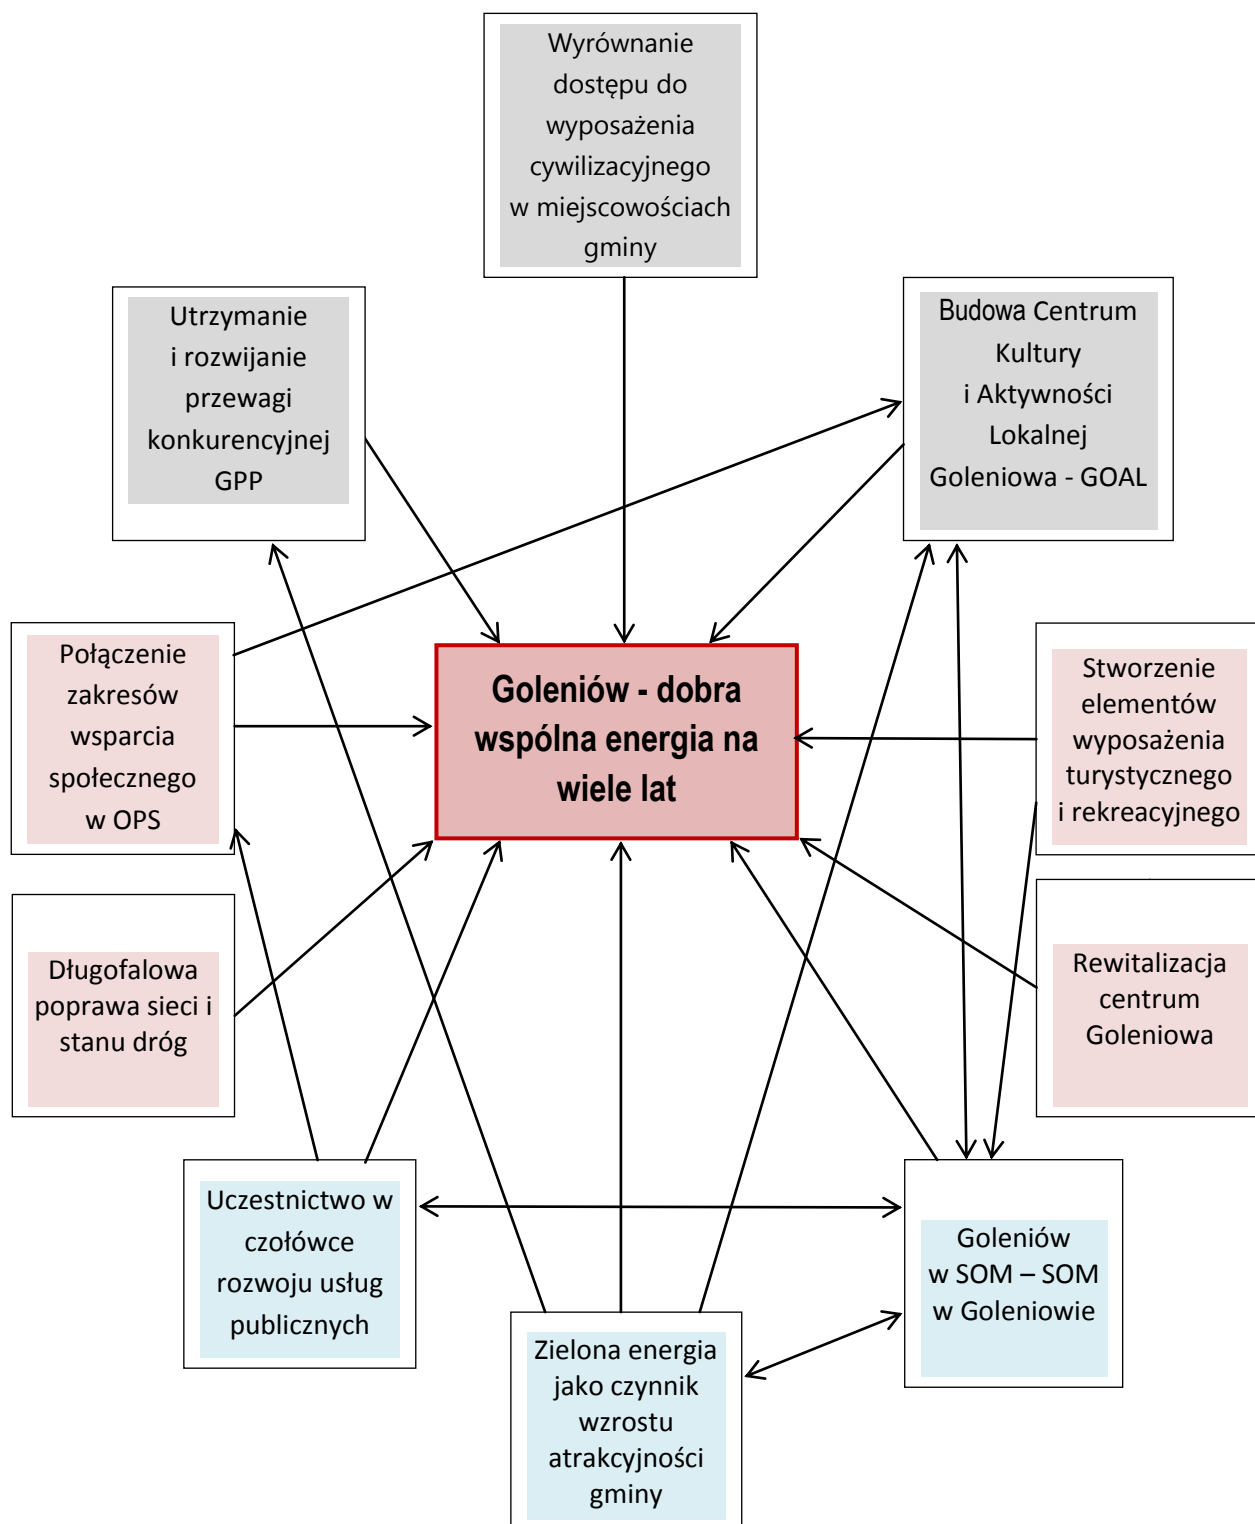 Wyrównanie
dostępu do
wyposażenia
cywilizacyjnego
w miejscowościach
gminy
Utrzymanie
i rozwijanie
przewagi
konkurencyjnej
GPP
Budowa Centrum
Kultury
i Aktywności
Lokalnej
Goleniowa - GOAL
Połączenie
zakresów
wsparcia
społecznego
w OPS
Goleniów - dobra
wspólna energia na
wiele lat
Stworzenie
elementów
wyposażenia
turystycznego
i rekreacyjnego
Długofalowa
poprawa sieci i
stanu dróg
Rewitalizacja
centrum
Goleniowa
Uczestnictwo w
czołówce
rozwoju usług
publicznych
Zielona energia
jako czynnik
wzrostu
atrakcyjności
gminy
Goleniów
w SOM – SOM
w Goleniowie